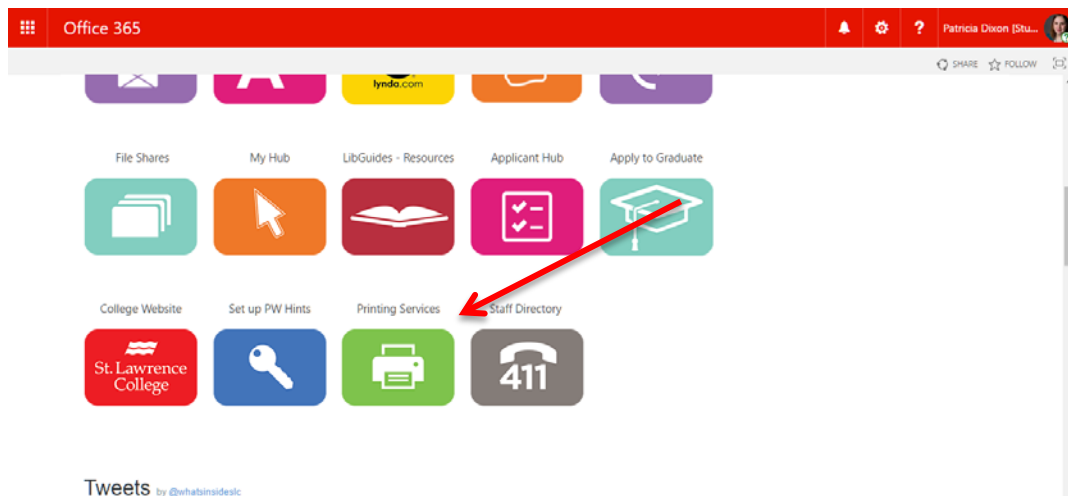 Office 365
?
Patricia Dixon [Stu...
SHARE FOLLOW
lynda.com
File Shares
My Hub
LibGuides - Resources
Applicant Hub
Apply to Graduate
College Website
Set up PW Hints
Printing Services
Staff Directory
St. Lawrence
College
411
Tweets by @whatsinsideslc